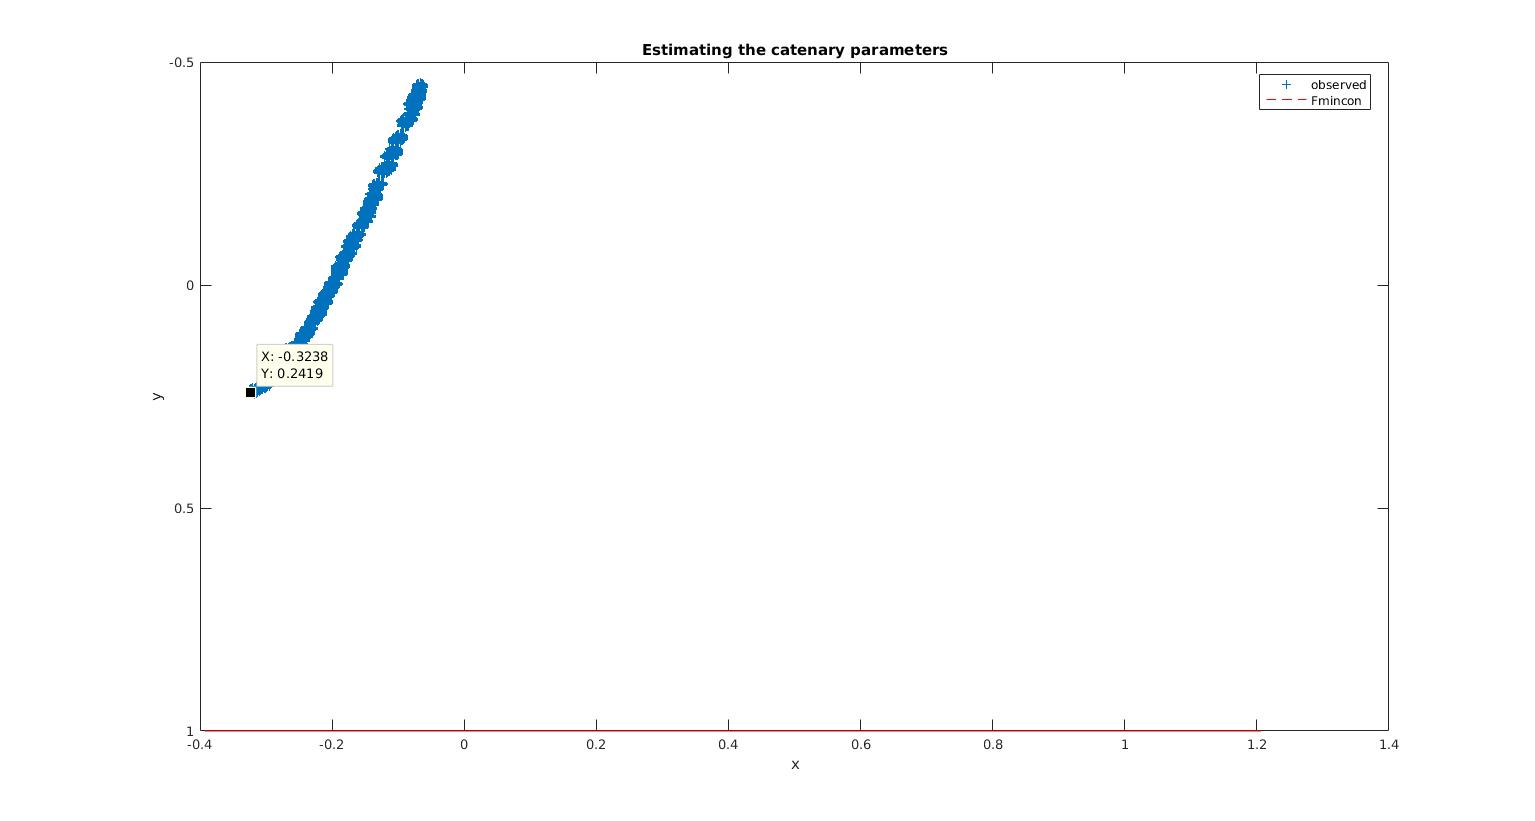 Estimating the catenary parameters
-0.5
0
0.5
1
y
observed
Fmincon
X: -0.3238
Y: 0.2419
-0.4 -0.2 0 0.2 0.4 0.6 0.8 1 1.2 1.4
x